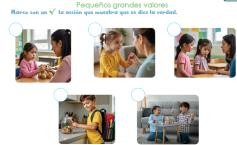 Pequeños grandes valores
Marca con un ✓ la acción que muestra que se dice la verdad.